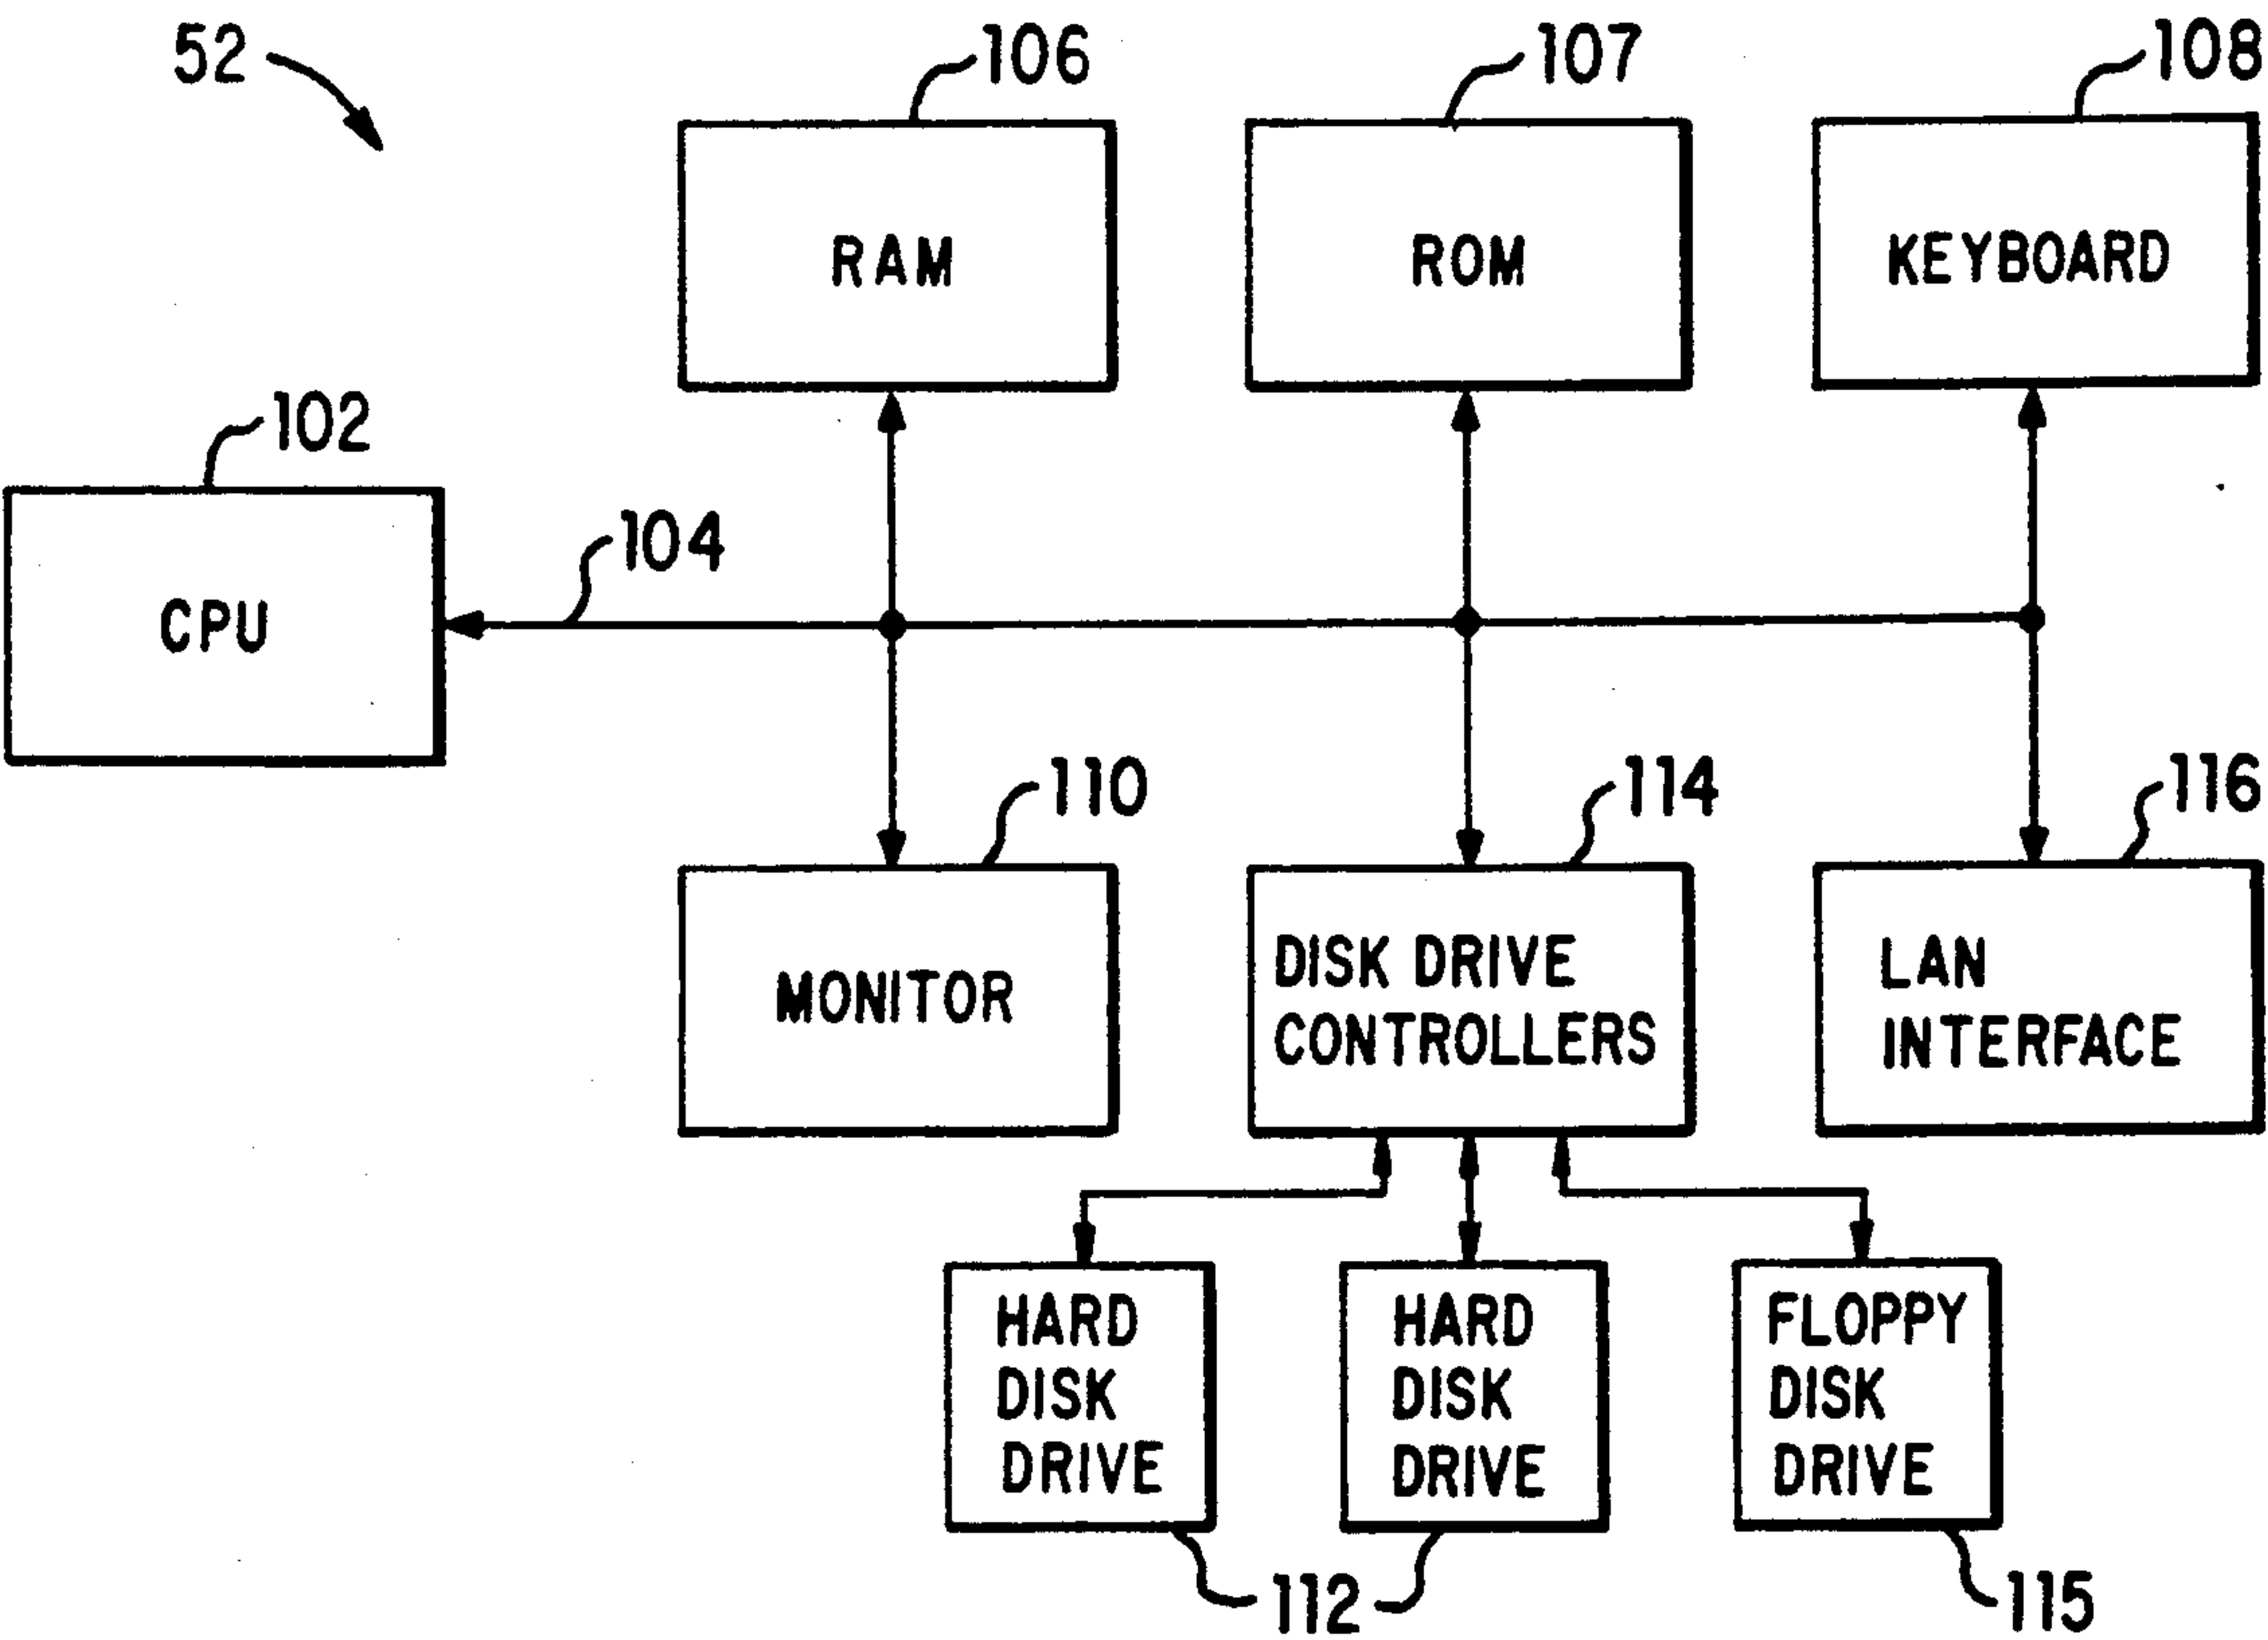 52
106
107
108
RAM
ROM
KEYBOARD
102
104
CPU
110
114
116
MONITOR
DISK DRIVE
CONTROLLERS
LAN
INTERFACE
HARD
DISK
DRIVE
HARD
DISK
DRIVE
FLOPPY
DISK
DRIVE
112
115